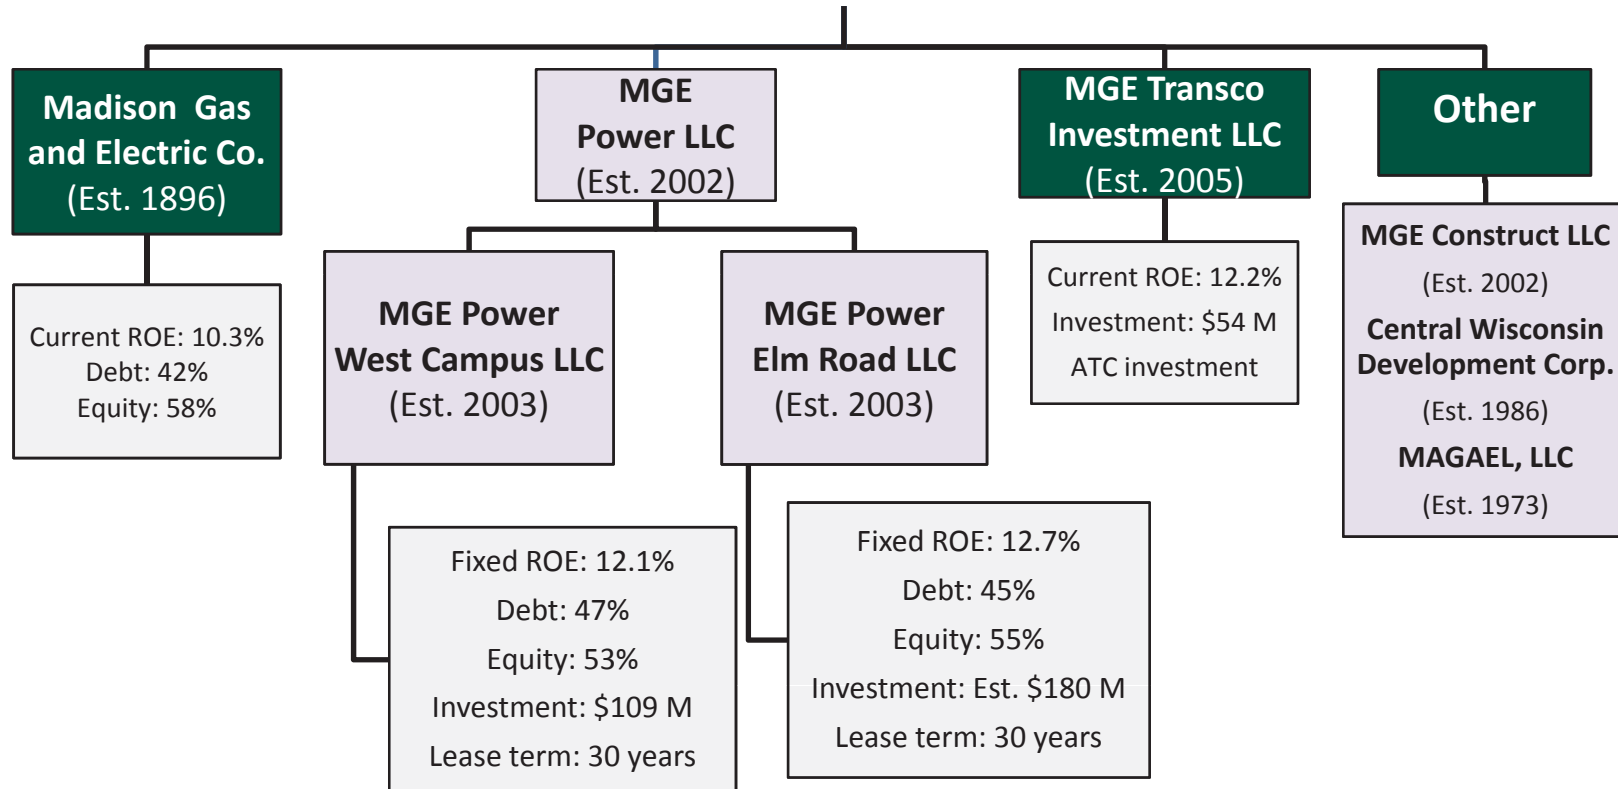 Madison Gas
and Electric Co.
(Est. 1896)
Current ROE: 10.3%
Debt: 42%
Equity: 58%
MGE
Power LLC
(Est. 2002)
MGE Power
West Campus LLC
(Est. 2003)
Fixed ROE: 12.1%
Debt: 47%
Equity: 53%
Investment: $109 M
Lease term: 30 years
MGE Power
Elm Road LLC
(Est. 2003)
Fixed ROE: 12.7%
Debt: 45%
Equity: 55%
Investment: Est. $180 M
Lease term: 30 years
MGE Transco
Investment LLC
(Est. 2005)
Current ROE: 12.2%
Investment: $54 M
ATC investment
Other
MGE Construct LLC
(Est. 2002)
Central Wisconsin
Development Corp.
(Est. 1986)
MAGAEL, LLC
(Est. 1973)